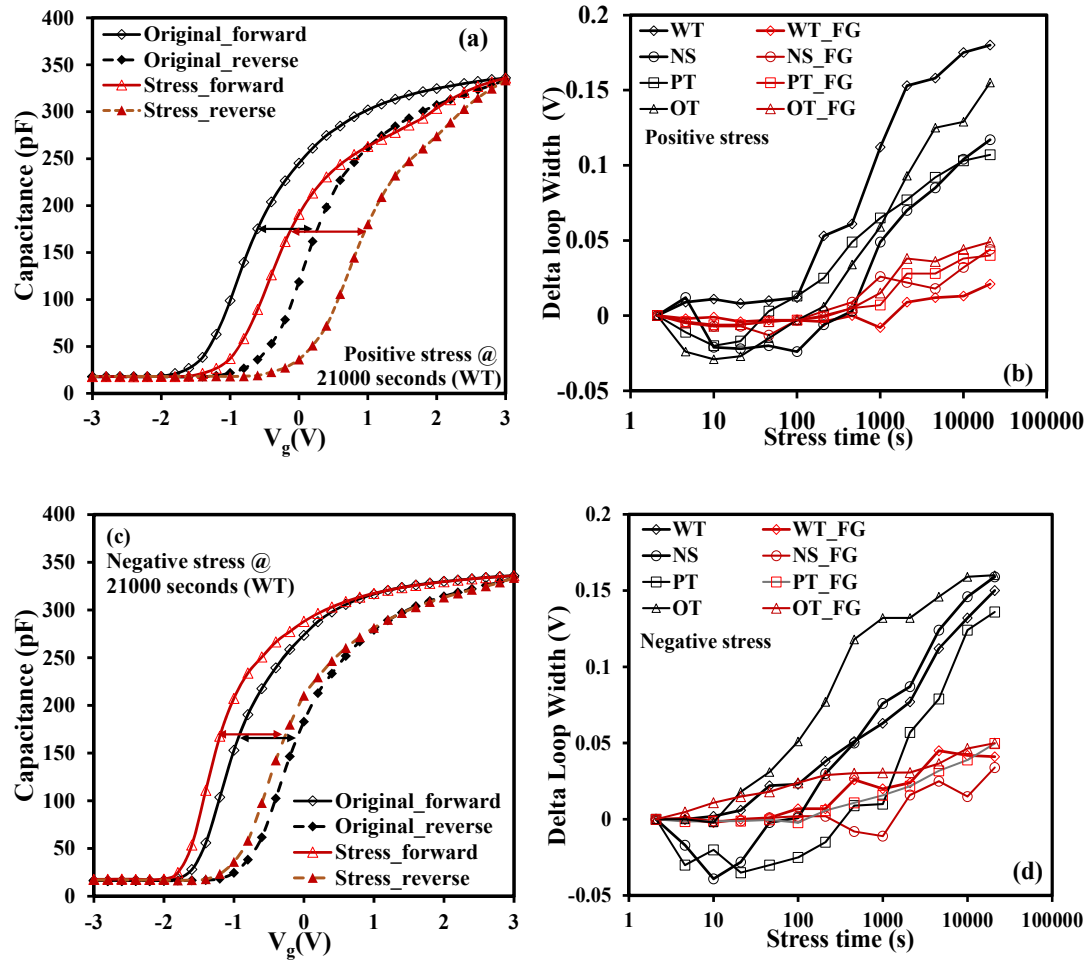 400
350
300
250
200
150
100
50
0
Capacitance (pF)
Original_forward
Original_reverse
Stress_forward
Stress_reverse
(a)
Positive stress @
21000 seconds (WT)
-3 -2 -1 0 1 2 3
Vg(V)
0.2
0.15
0.1
0.05
0
-0.05
Delta loop Width (V)
WT WT_FG
NS NS_FG
PT PT_FG
OT OT_FG
Positive stress
(b)
1 10 100 1000 10000 100000
Stress time (s)
400
350
300
250
200
150
100
50
0
Capacitance (pF)
(c)
Negative stress @
21000 seconds (WT)
Original_forward
Original_reverse
Stress_forward
Stress_reverse
-3 -2 -1 0 1 2 3
Vg(V)
0.2
0.15
0.1
0.05
0
-0.05
Delta Loop Width (V)
WT WT_FG
NS NS_FG
PT PT_FG
OT OT_FG
Negative stress
(d)
1 10 100 1000 10000 100000
Stress time (s)